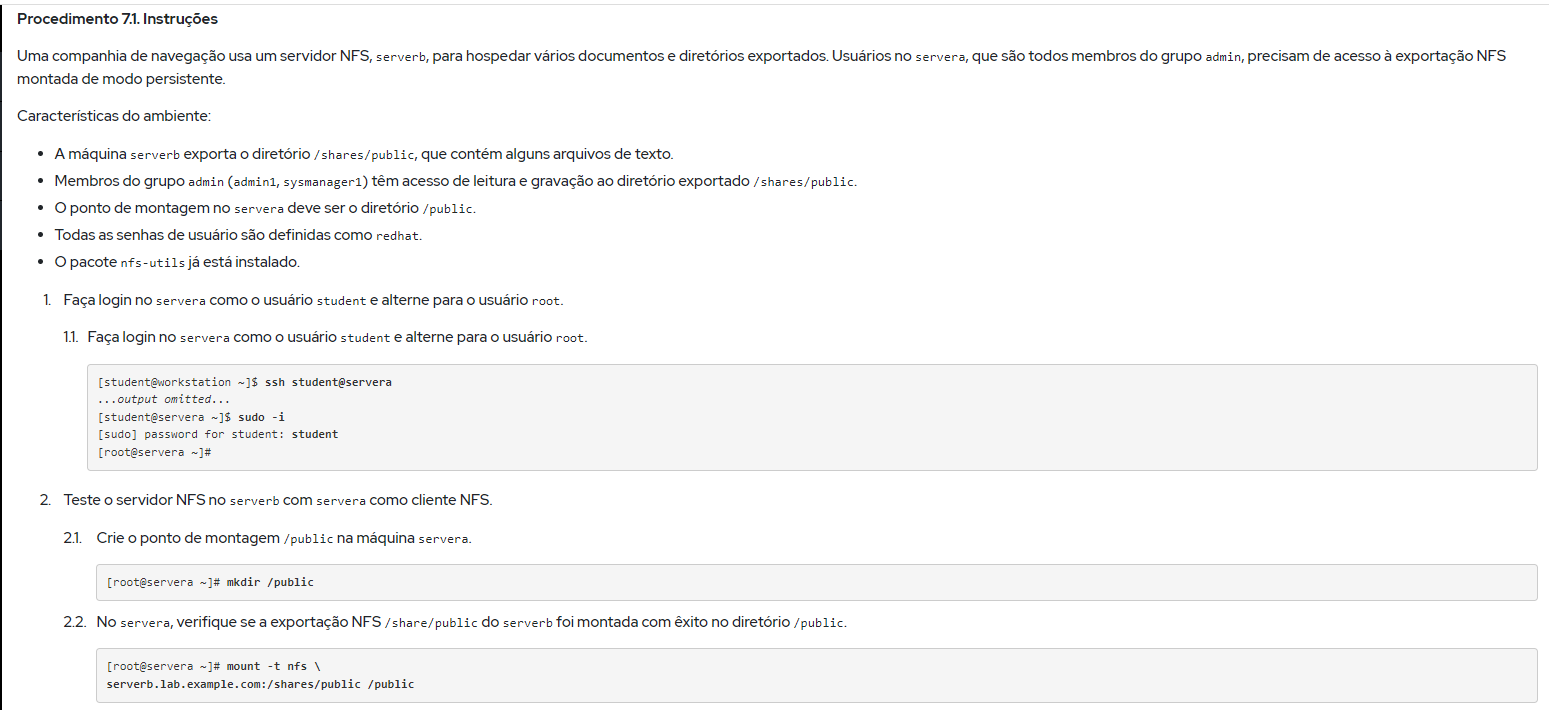 Procedimento 7.1. Instruções
Uma companhia de navegação usa um servidor NFS, serverb, para hospedar vários documentos e diretórios exportados. Usuários no servera, que são todos membros do grupo admin, precisam de acesso à exportação NFS
montada de modo persistente.
Características do ambiente:
• A máquina serverb exporta o diretório /shares/public, que contém alguns arquivos de texto.
• Membros do grupo admin (admin1, sysmanager1) têm acesso de leitura e gravação ao diretório exportado /shares/public.
• O ponto de montagem no servera deve ser o diretório /public.
• Todas as senhas de usuário são definidas como redhat.
• O pacote nfs-utils já está instalado.
1. Faça login no servera como o usuário student e alterne para o usuário root.
1.1. Faça login no servera como o usuário student e alterne para o usuário root.
[student@workstation ~]$ ssh student@servera
...output omitted...
[student@servera ~]$ sudo -i
[sudo] password for student: student
[root@servera ~]#
2. Teste o servidor NFS no serverb com servera como cliente NFS.
2.1. Crie o ponto de montagem /public na máquina servera.
[root@servera ~]# mkdir /public
2.2. No servera, verifique se a exportação NFS /share/public do serverb foi montada com êxito no diretório /public.
[root@servera ~]# mount -t nfs \
serverb.lab.example.com:/shares/public /public